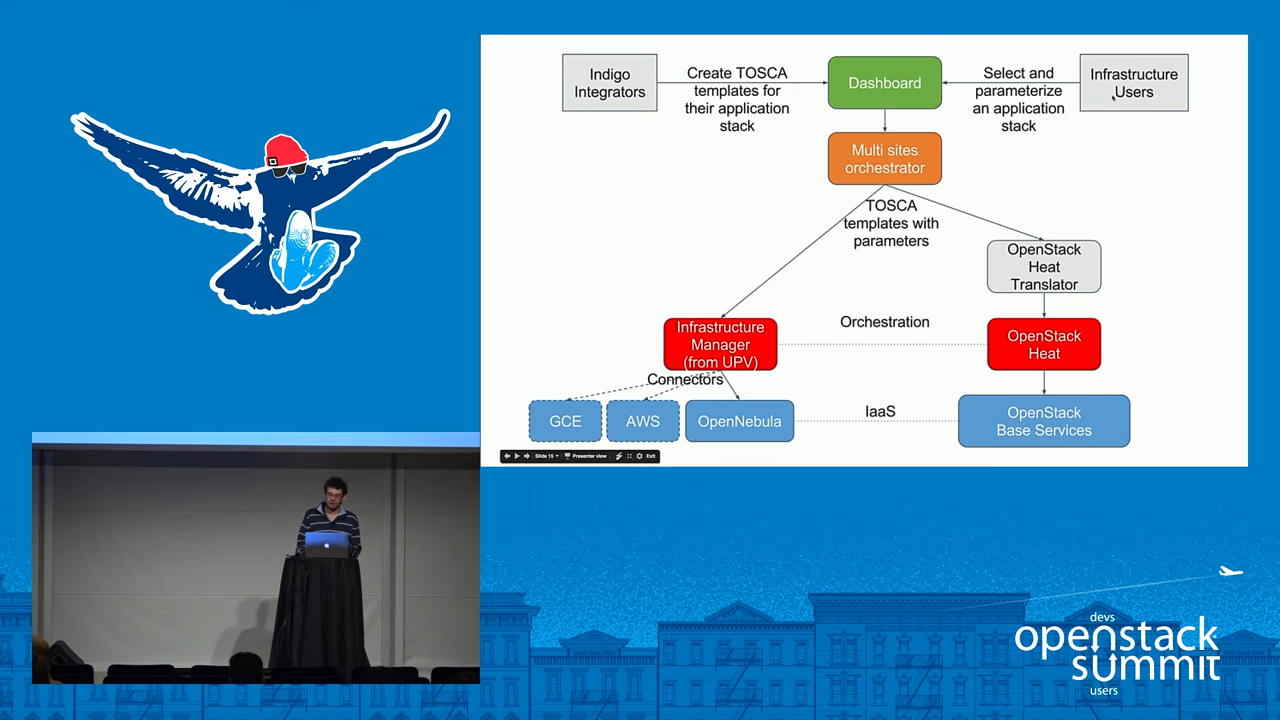 Indigo
Integrators
Create TOSCA
templates for
their application
stack
Dashboard
Select and
parameterize
an application
stack
Infrastructure
Users
Multi sites
orchestrator
TOSCA
templates with
parameters
OpenStack
Heat
Translator
Infrastructure
Manager
(from UPV)
Orchestration
OpenStack
Heat
Connectors
GCE
AWS
OpenNebula
IaaS
OpenStack
Base Services
Slide 15
Presenter view
Exit
devs
openstack
summit
users